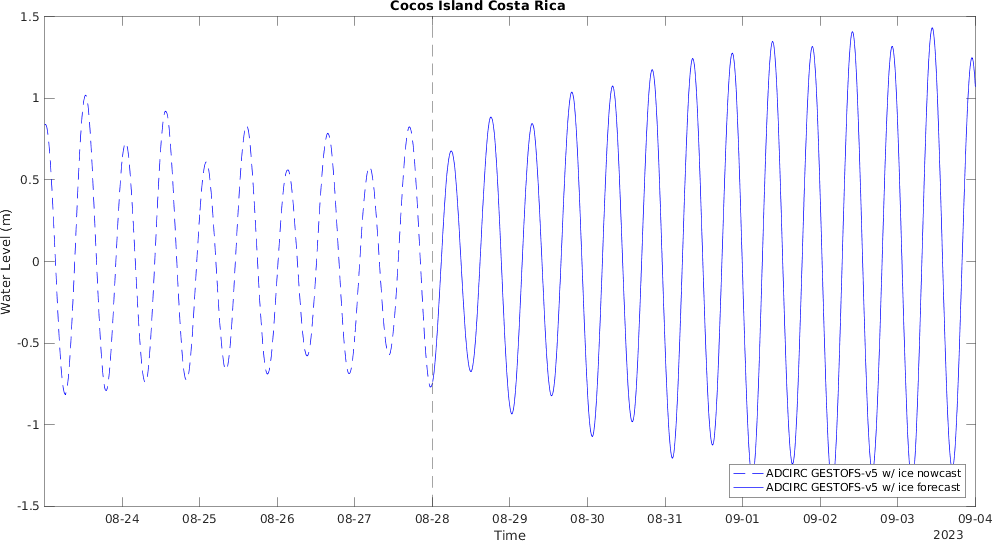 Cocos Island Costa Rica
1.5
1
0.5
0
-0.5
-1
-1.5
Water Level (m)
ADCIRC GESTOFS-v5 w/ ice nowcast
ADCIRC GESTOFS-v5 w/ ice forecast
08-24 08-25 08-26 08-27 08-28 08-29 08-30 08-31 09-01 09-02 09-03 09-04
Time
2023